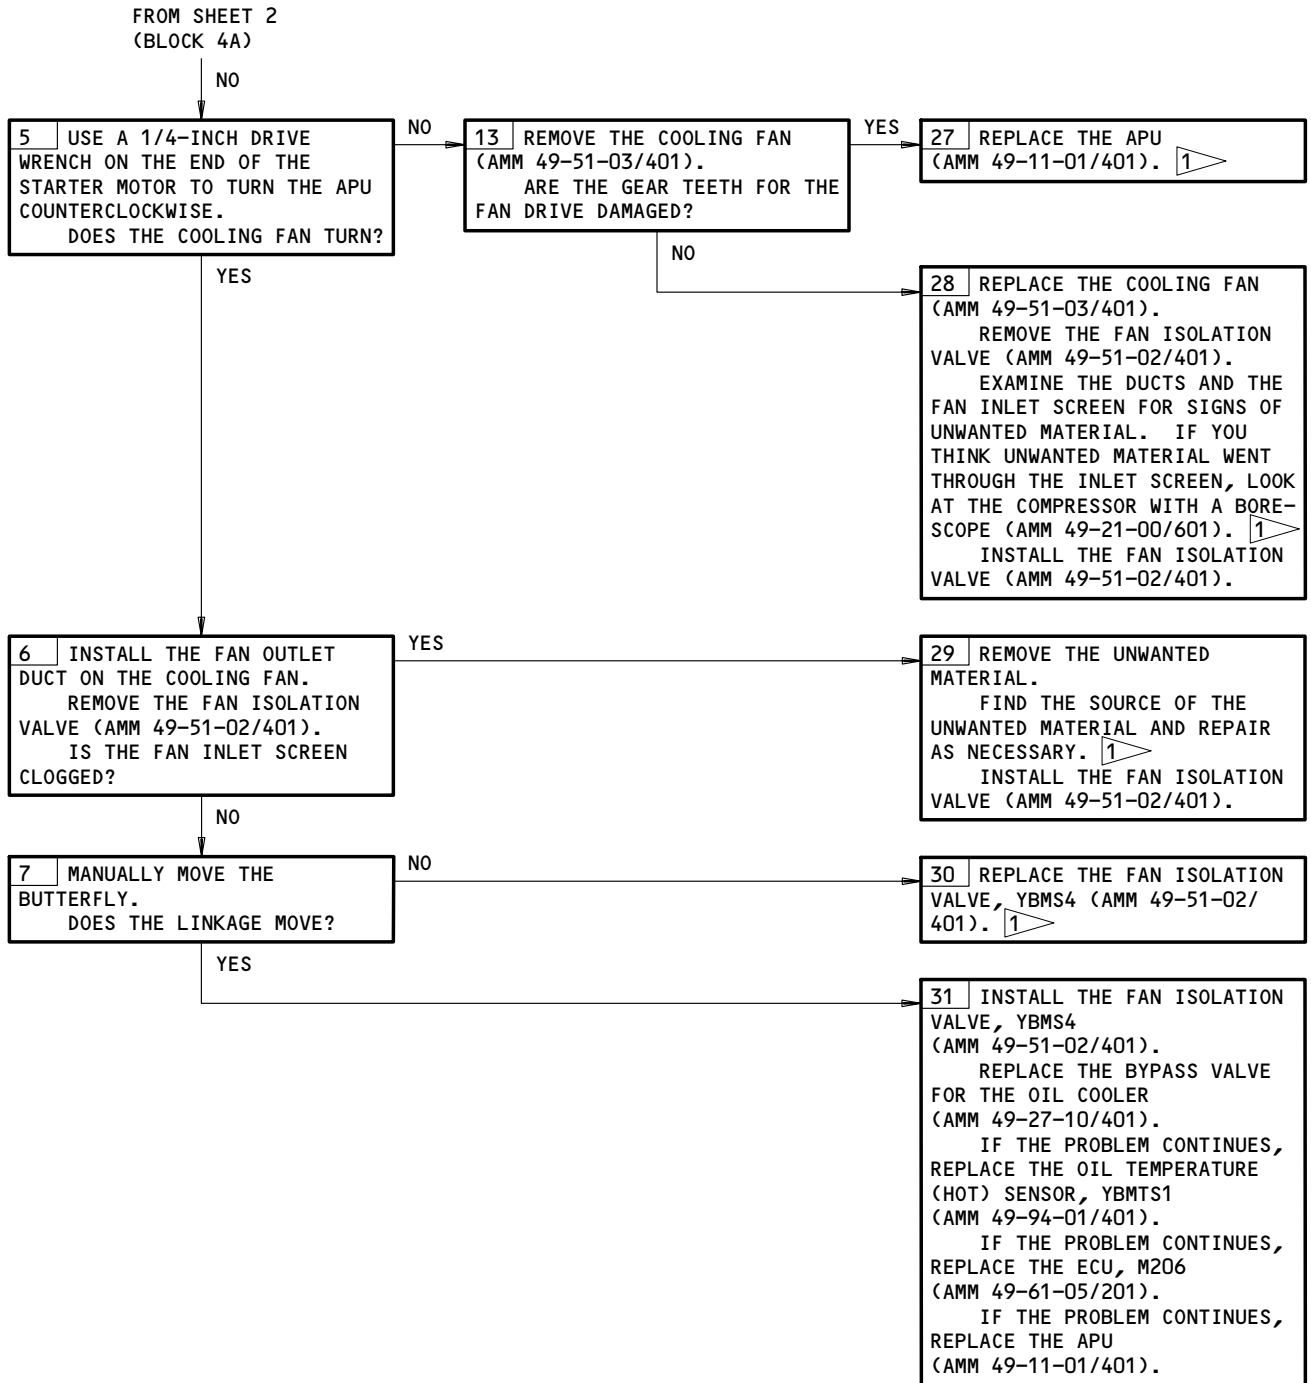 FROM SHEET 2
(BLOCK 4A)
NO
5 USE A 1/4-INCH DRIVE
WRENCH ON THE END OF THE
STARTER MOTOR TO TURN THE APU
COUNTERCLOCKWISE.
DOES THE COOLING FAN TURN?
NO
13 REMOVE THE COOLING FAN
(AMM 49-51-03/401).
ARE THE GEAR TEETH FOR THE
FAN DRIVE DAMAGED?
YES
27 REPLACE THE APU
(AMM 49-11-01/401). 1
NO
28 REPLACE THE COOLING FAN
(AMM 49-51-03/401).
REMOVE THE FAN ISOLATION
VALVE (AMM 49-51-02/401).
EXAMINE THE DUCTS AND THE
FAN INLET SCREEN FOR SIGNS OF
UNWANTED MATERIAL. IF YOU
THINK UNWANTED MATERIAL WENT
THROUGH THE INLET SCREEN, LOOK
AT THE COMPRESSOR WITH A BORE-
SCOPE (AMM 49-21-00/601). 1
INSTALL THE FAN ISOLATION
VALVE (AMM 49-51-02/401).
YES
6 INSTALL THE FAN OUTLET
DUCT ON THE COOLING FAN.
REMOVE THE FAN ISOLATION
VALVE (AMM 49-51-02/401).
IS THE FAN INLET SCREEN
CLOGGED?
YES
29 REMOVE THE UNWANTED
MATERIAL.
FIND THE SOURCE OF THE
UNWANTED MATERIAL AND REPAIR
AS NECESSARY. 1
INSTALL THE FAN ISOLATION
VALVE (AMM 49-51-02/401).
NO
7 MANUALLY MOVE THE
BUTTERFLY.
DOES THE LINKAGE MOVE?
NO
30 REPLACE THE FAN ISOLATION
VALVE, YBMS4 (AMM 49-51-02/
401). 1
YES
31 INSTALL THE FAN ISOLATION
VALVE, YBMS4
(AMM 49-51-02/401).
REPLACE THE BYPASS VALVE
FOR THE OIL COOLER
(AMM 49-27-10/401).
IF THE PROBLEM CONTINUES,
REPLACE THE OIL TEMPERATURE
(HOT) SENSOR, YBMTS1
(AMM 49-94-01/401).
IF THE PROBLEM CONTINUES,
REPLACE THE ECU, M206
(AMM 49-61-05/201).
IF THE PROBLEM CONTINUES,
REPLACE THE APU
(AMM 49-11-01/401).